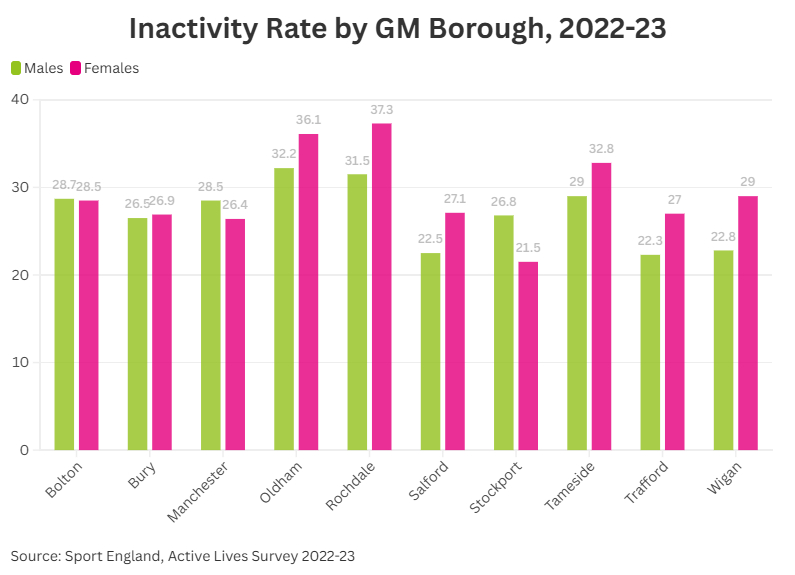 Inactivity Rate by GM Borough, 2022-23
Males Females
40
30
20
10
0
28.7 28.5
26.5 26.9
28.5 26.4
32.2 36.1
31.5 37.3
22.5 27.1
26.8 21.5
29 32.8
22.3 27
22.8 29
Bolton
Bury
Manchester
Oldham
Rochdale
Salford
Stockport
Tameside
Trafford
Wigan
Source: Sport England, Active Lives Survey 2022-23